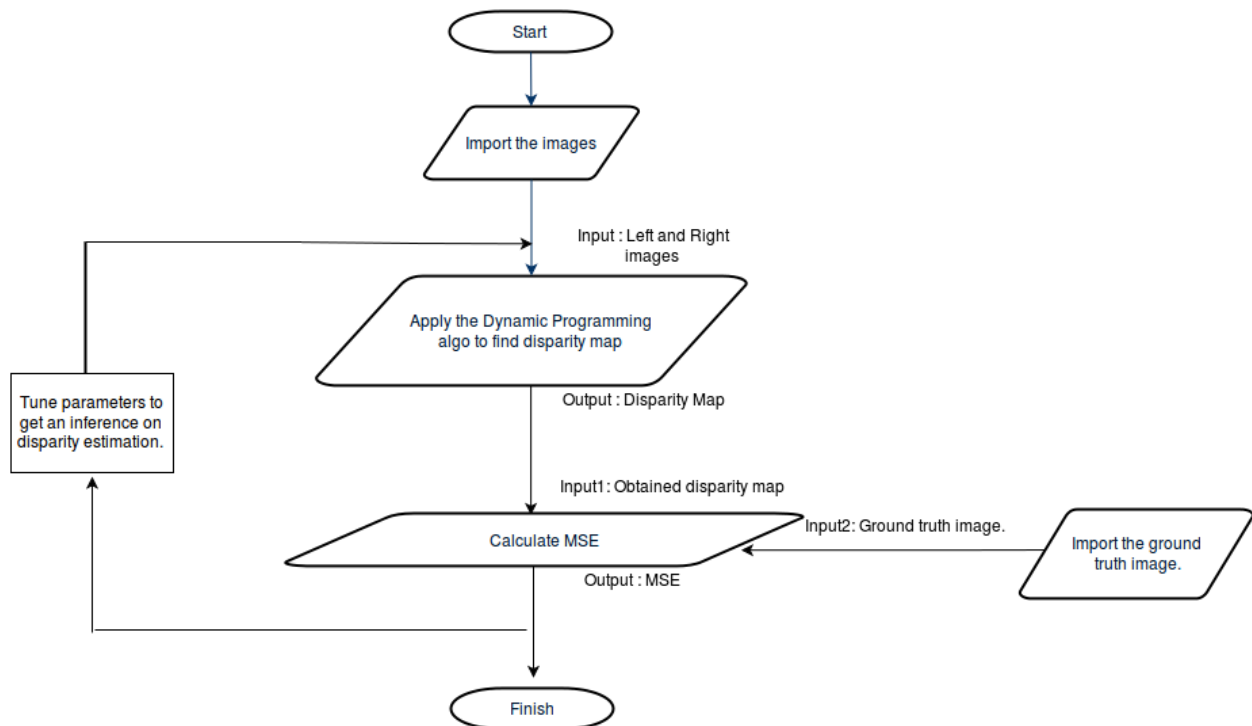 Start
Import the images
Input : Left and Right
images
Apply the Dynamic Programming
algo to find disparity map
Output : Disparity Map
Tune parameters to
get an inference on
disparity estimation.
Input1: Obtained disparity map
Input2: Ground truth image.
Calculate MSE
Import the ground
truth image.
Output : MSE
Finish